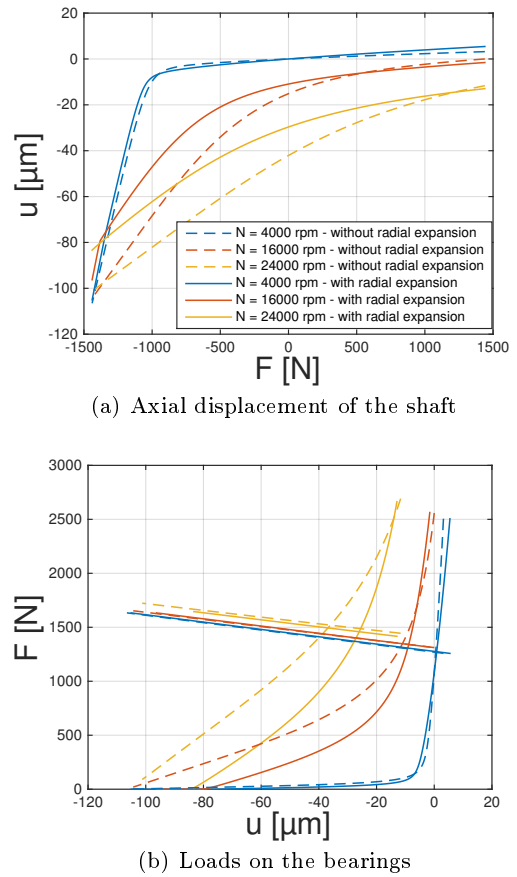 20
0
-20
-40
-60
-80
-100
-120
u [µm]
N = 4000 rpm - without radial expansion
N = 16000 rpm - without radial expansion
N = 24000 rpm - without radial expansion
N = 4000 rpm - with radial expansion
N = 16000 rpm - with radial expansion
N = 24000 rpm - with radial expansion
-1500 -1000 -500 0 500 1000 1500
F [N]
(a) Axial displacement of the shaft
3000
2500
2000
1500
1000
500
0
F [N]
-120 -100 -80 -60 -40 -20 0 20
u [µm]
(b) Loads on the bearings